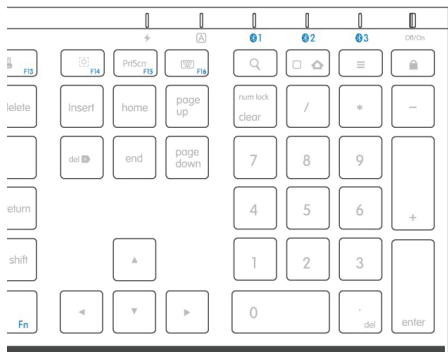 1 2 3 Off/On
F13 F14 PrtScn F15 F16
delete insert home page up num lock clear / * −
del end page down 7 8 9
return 4 5 6 +
shift 1 2 3
Fn 0 . del enter